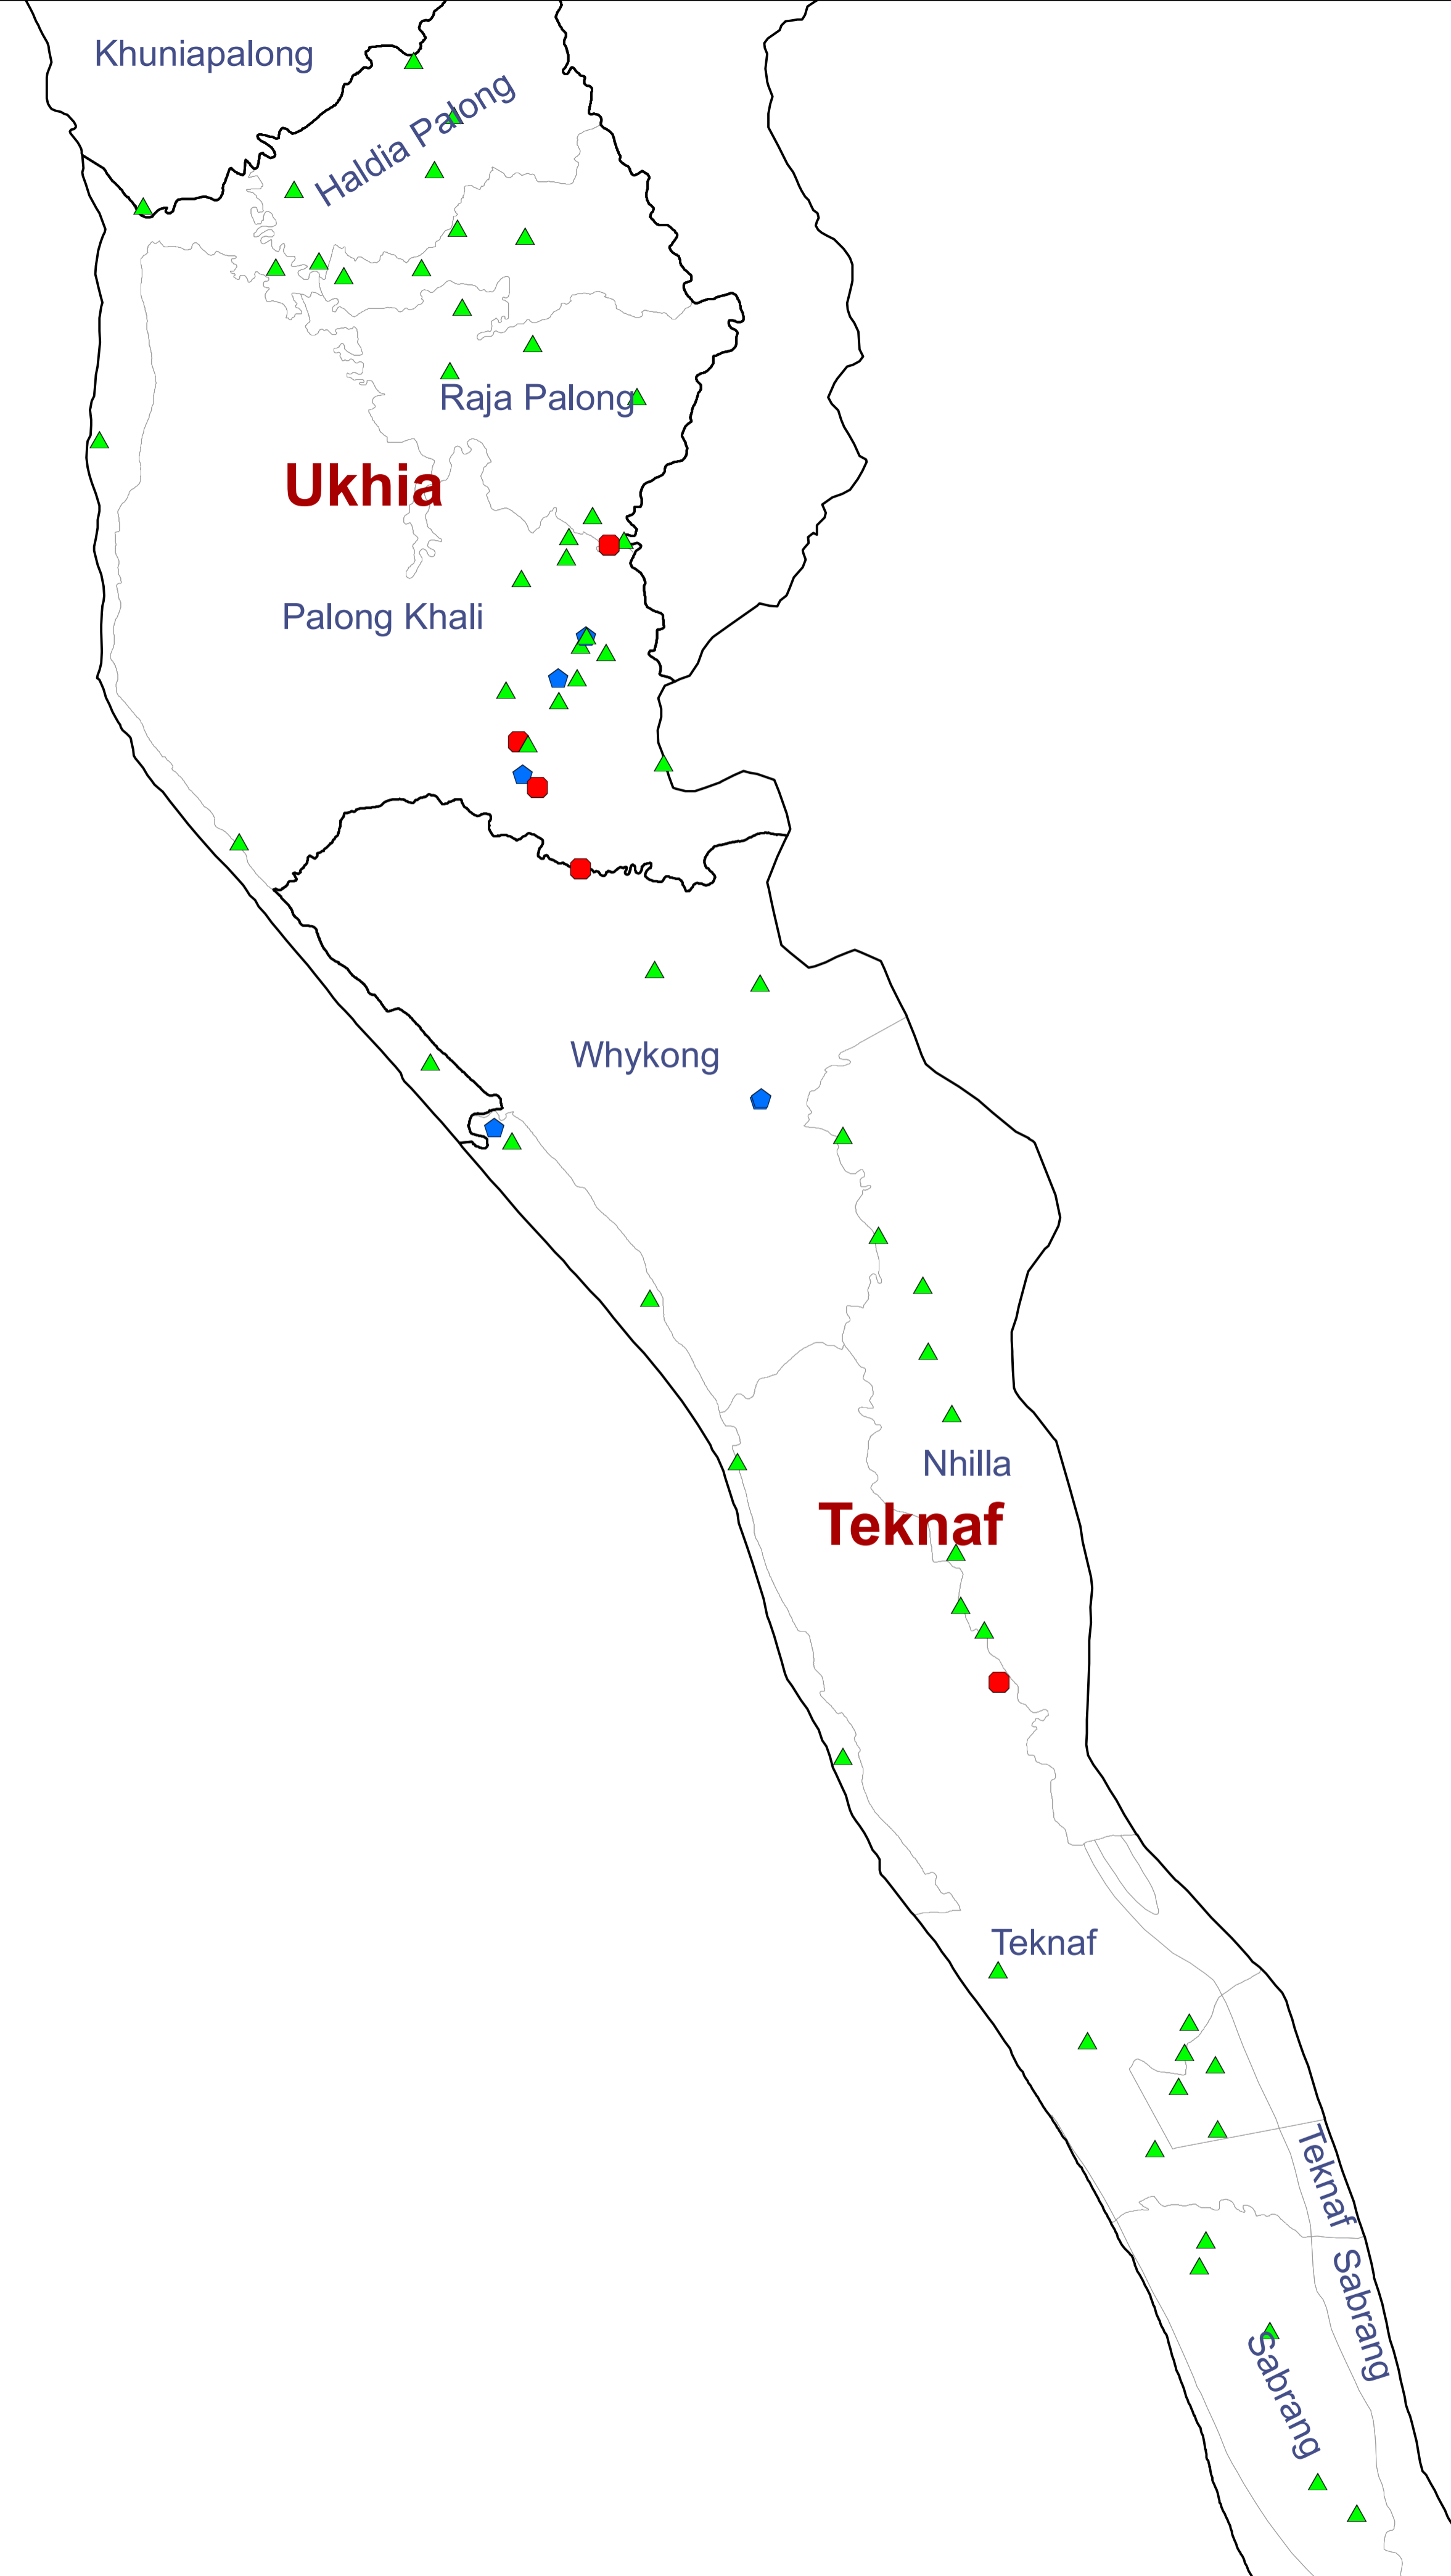 Khuniapalong
Haldia Palong
Raja Palong
Ukhia
Palong Khali
Whykong
Nhilla
Teknaf
Teknaf
Teknaf
Sabrang
Sabrang